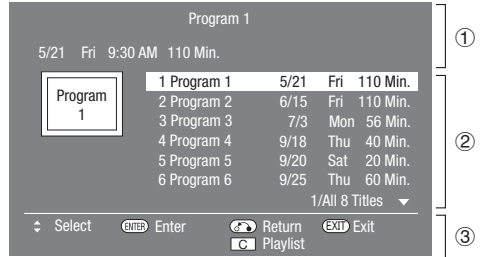 Program 1
5/21 Fri 9:30 AM 110 Min.
①
Program
1
1 Program 1 5/21 Fri 110 Min.
2 Program 2 6/15 Fri 110 Min.
3 Program 3 7/3 Mon 56 Min.
4 Program 4 9/18 Thu 40 Min.
5 Program 5 9/20 Sat 20 Min.
6 Program 6 9/25 Thu 60 Min.
1/All 8 Titles ▼
②
Select ENTER Enter Return EXIT Exit
C Playlist
③